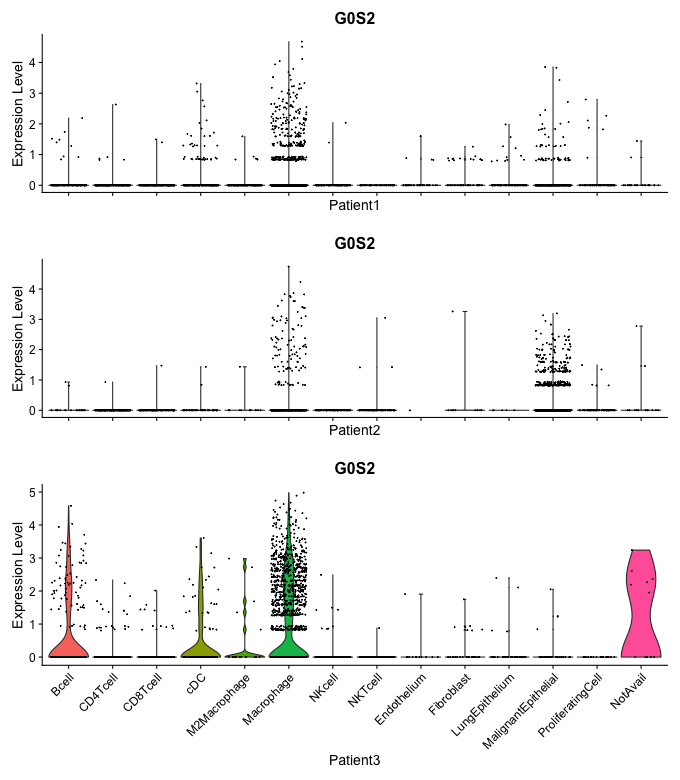 G0S2
Expression Level
4
3
2
1
0
Patient1
G0S2
Expression Level
4
3
2
1
0
Patient2
G0S2
Expression Level
5
4
3
2
1
0
Bcell
CD4Tcell
CD8Tcell
cDC
M2Macrophage
Macrophage
NKcell
NKTcell
Endothelium
Fibroblast
LungEpithelium
MalignantEpithelial
ProliferatingCell
NotAvail
Patient3